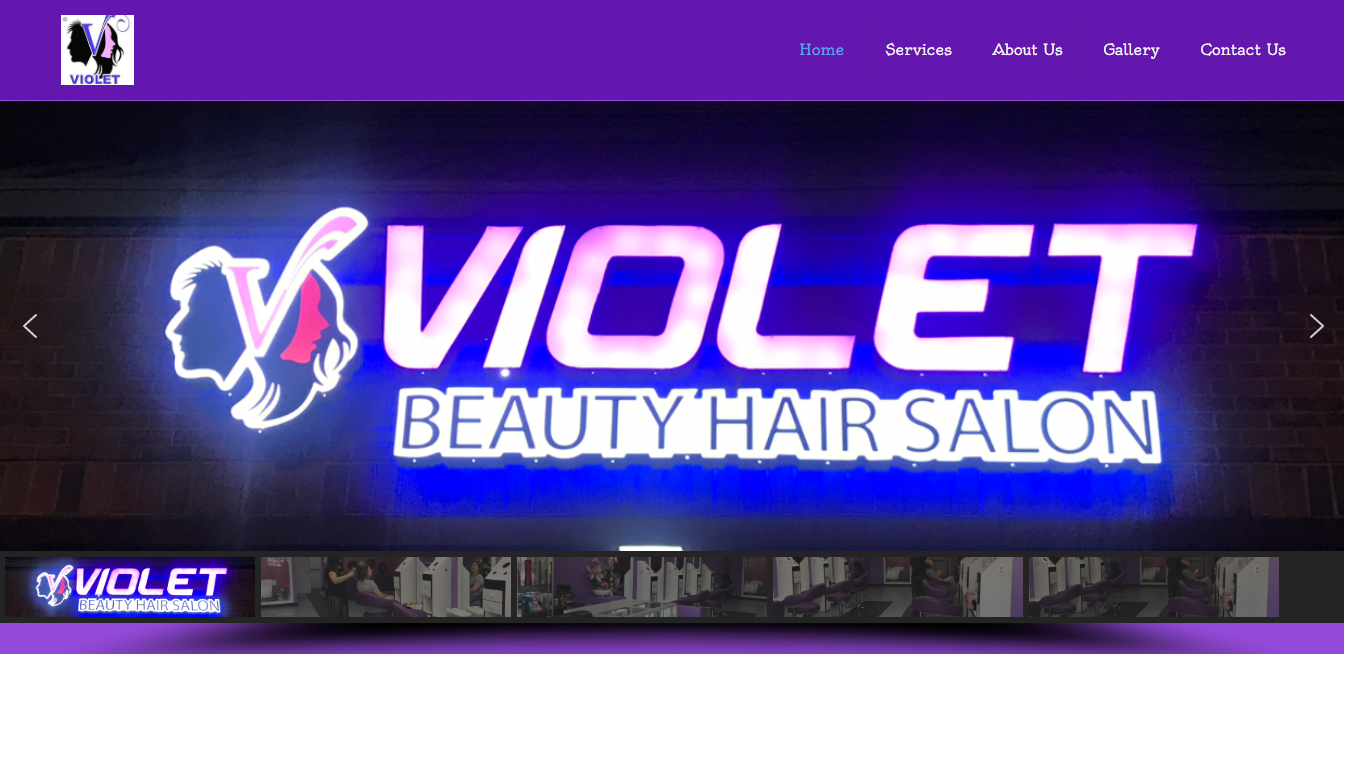 VIOLET
Home
Services
About Us
Gallery
Contact Us
VIOLET
BEAUTY HAIR SALON
VIOLET
BEAUTY HAIR SALON